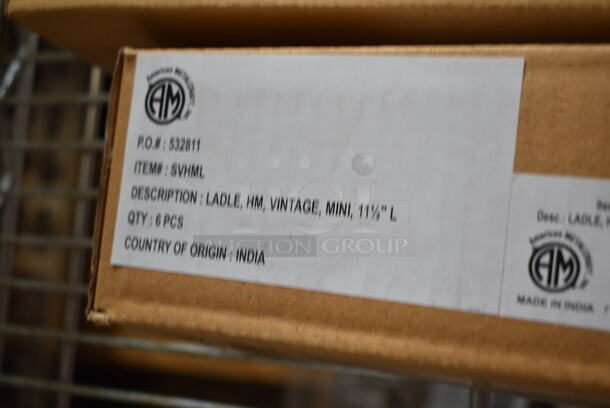 American METALCRAFT, Inc
AM
P.O.# : 532811
ITEM# : SVHML
DESCRIPTION : LADLE, HM, VINTAGE, MINI, 11½" L
QTY : 6 PCS
COUNTRY OF ORIGIN : INDIA
AUCTION GROUP
Item
Desc.: LADLE, H
American METALCRAFT, Inc
AM
MADE IN INDIA